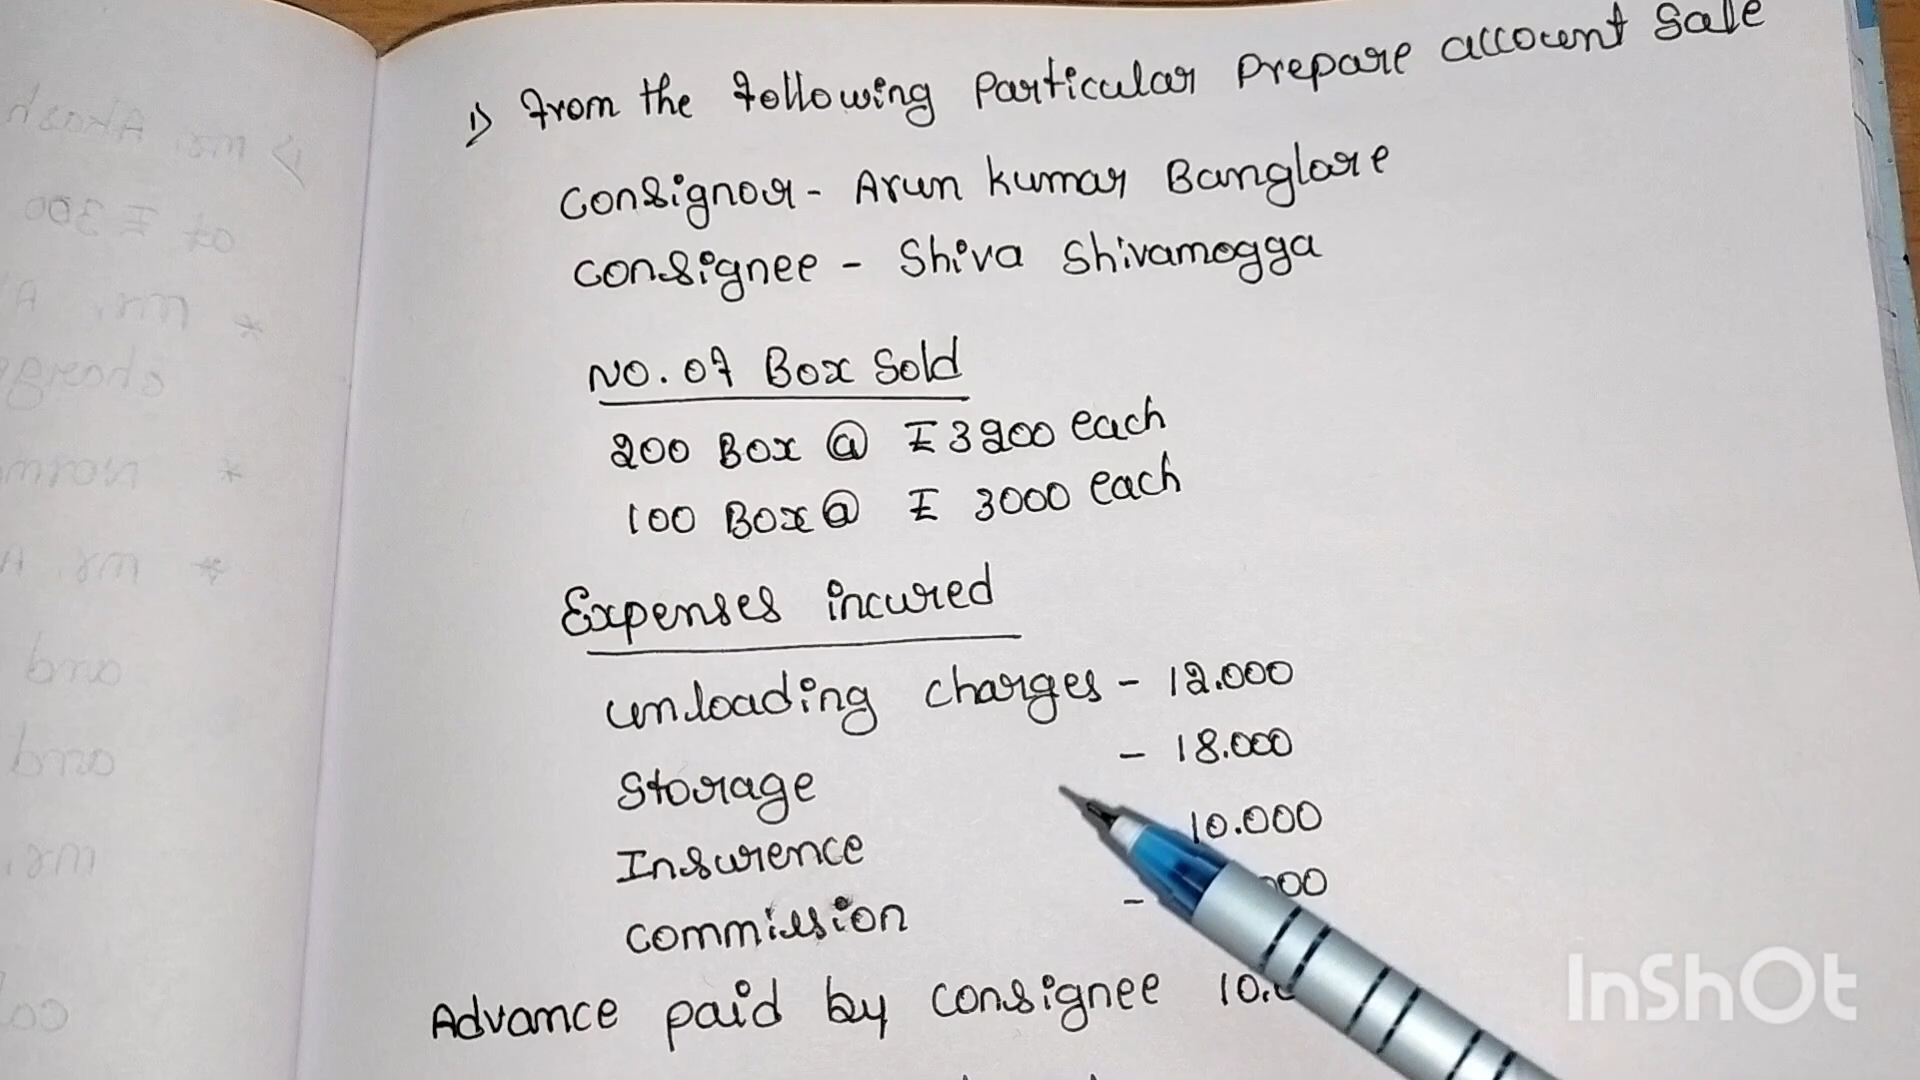 1) From the following Particular Prepare account sale
Consignor - Arun Kumar Banglore
Consignee - Shiva Shivamogga
NO. of Box Sold
200 Box @ ₹ 3200 each
100 Box @ ₹ 3000 each
Expenses incured
unloading charges - 12.000
Storage - 18.000
Insurence 10.000
Commission -
Advance paid by consignee
InShOt